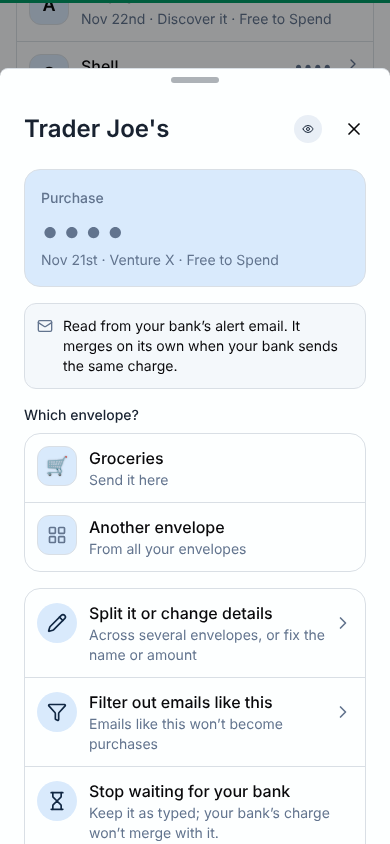 A
Nov 22nd · Discover it · Free to Spend
Shell
Trader Joe's
Purchase
Nov 21st · Venture X · Free to Spend
Read from your bank’s alert email. It
merges on its own when your bank sends
the same charge.
Which envelope?
Groceries
Send it here
Another envelope
From all your envelopes
Split it or change details
Across several envelopes, or fix the
name or amount
Filter out emails like this
Emails like this won’t become
purchases
Stop waiting for your bank
Keep it as typed; your bank’s charge
won’t merge with it.